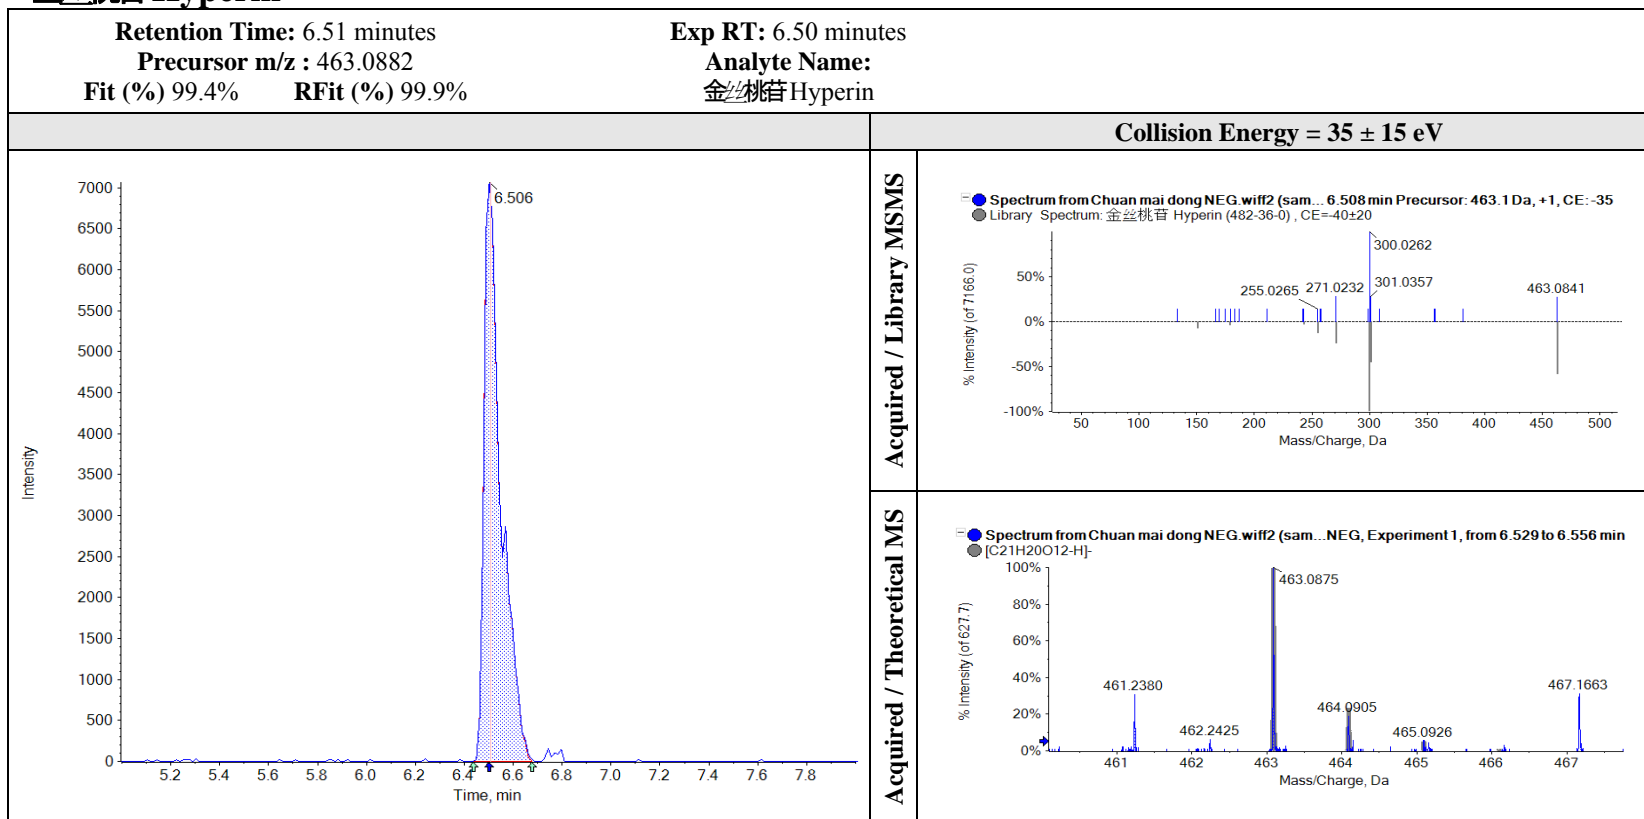 金丝桃苷 Hyperin
Retention Time: 6.51 minutes
Exp RT: 6.50 minutes
Precursor m/z : 463.0882
Analyte Name:
Fit (%) 99.4% RFit (%) 99.9%
金丝桃苷Hyperin
Collision Energy = 35 ± 15 eV
Intensity
7000
6500
6000
5500
5000
4500
4000
3500
3000
2500
2000
1500
1000
500
0
6.506
5.2 5.4 5.6 5.8 6.0 6.2 6.4 6.6 6.8 7.0 7.2 7.4 7.6 7.8
Time, min
Acquired / Library MSMS
Spectrum from Chuan mai dong NEG.wiff2 (sam... 6.508 min Precursor: 463.1 Da, +1, CE: -35
Library Spectrum: 金丝桃苷 Hyperin (482-36-0) , CE=-40±20
% Intensity (of 7166.0)
50%
0%
-50%
-100%
300.0262
255.0265 271.0232 301.0357 463.0841
50 100 150 200 250 300 350 400 450 500
Mass/Charge, Da
Acquired / Theoretical MS
Spectrum from Chuan mai dong NEG.wiff2 (sam...NEG, Experiment 1, from 6.529 to 6.556 min
[C21H20O12-H]-
% Intensity (of 627.7)
100%
80%
60%
40%
20%
0%
463.0875
461.2380 467.1663
464.0905
462.2425 465.0926
461 462 463 464 465 466 467
Mass/Charge, Da